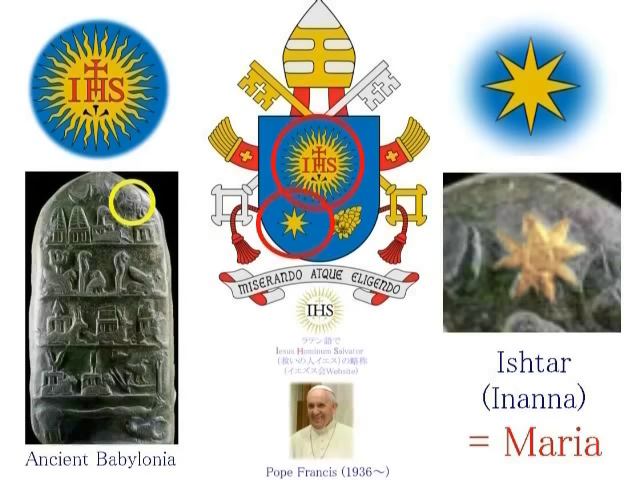 IHS
IHS
MISERANDO ATQUE ELIGENDO
IHS
ラテン語で
Iesus Hominum Salvator
(救いの人イエス)の略称
(イエズス会Website)
Ancient Babylonia
Pope Francis (1936～)
Ishtar
(Inanna)
= Maria